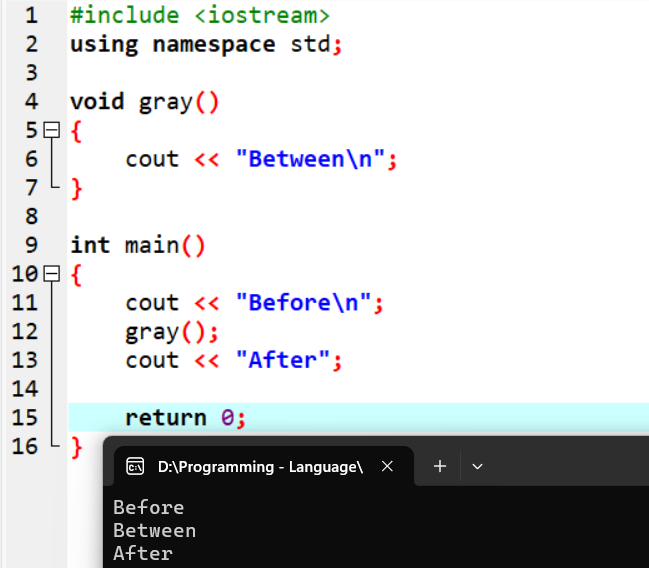 1 #include <iostream>
2 using namespace std;
3
4 void gray()
5 {
6     cout << "Between\n";
7 }
8
9 int main()
10 {
11     cout << "Before\n";
12     gray();
13     cout << "After";
14
15     return 0;
16 }
D:\Programming - Language\
Before
Between
After